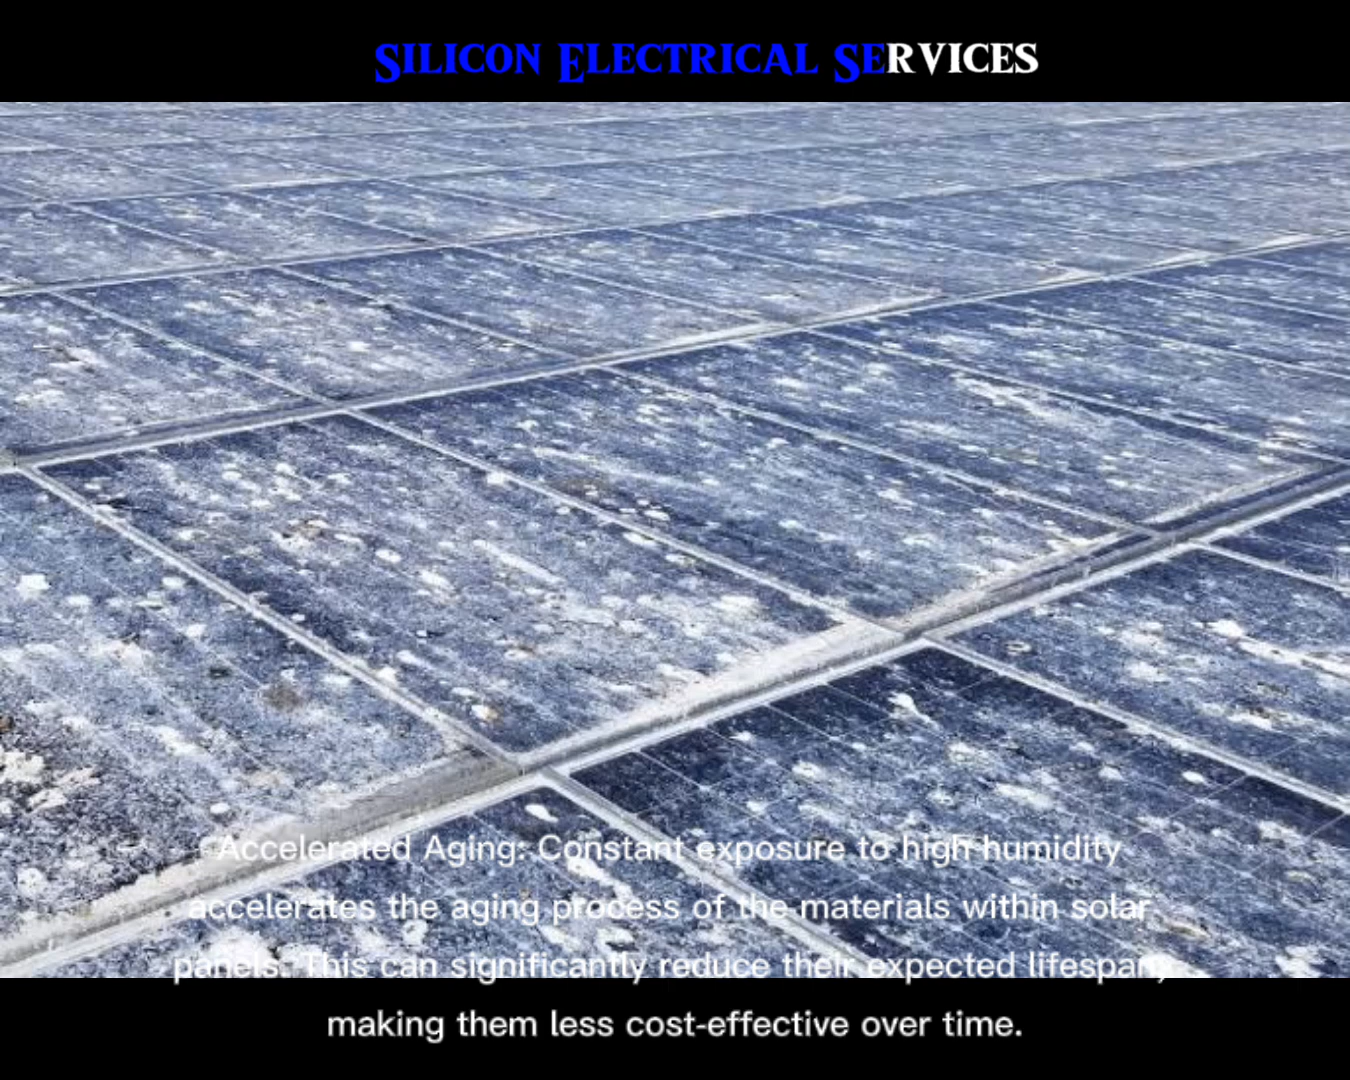 Silicon Electrical Services
Accelerated Aging: Constant exposure to high humidity
accelerates the aging process of the materials within solar
panels. This can significantly reduce their expected lifespan,
making them less cost-effective over time.